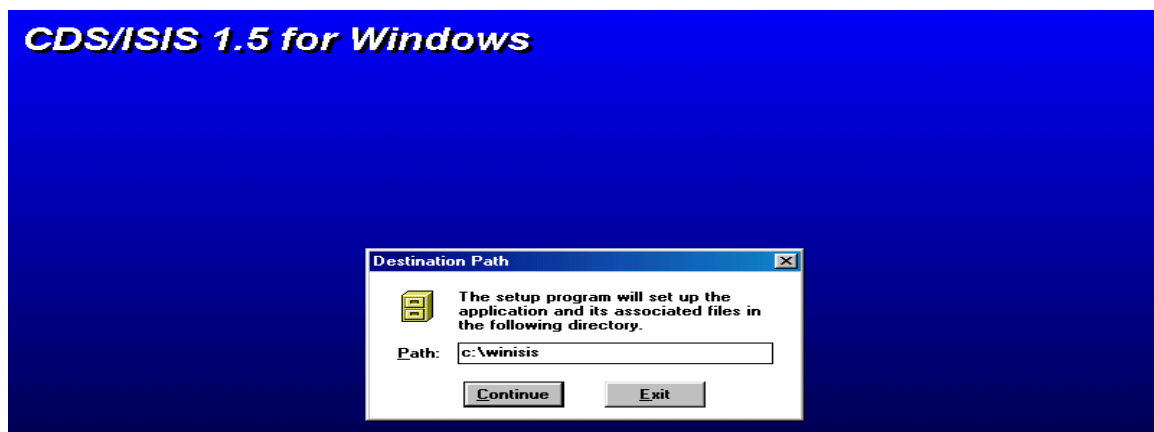 CDS/ISIS 1.5 for Windows
Destination Path
The setup program will set up the
application and its associated files in
the following directory.
Path: c:\winisis
Continue Exit